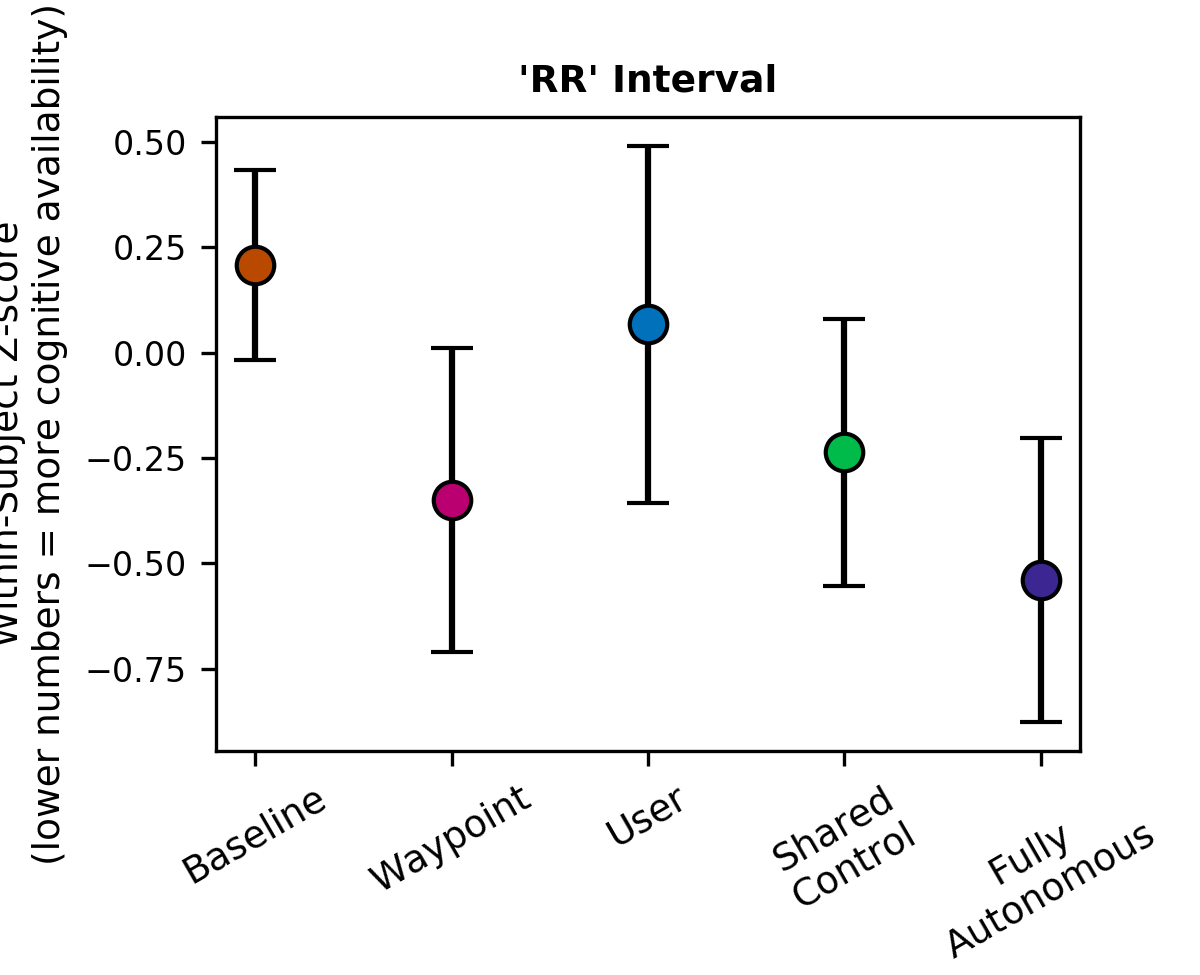 'RR' Interval
Within-Subject Z-score
(lower numbers = more cognitive availability)
0.50
0.25
0.00
−0.25
−0.50
−0.75
Baseline
Waypoint
User
Shared
Control
Fully
Autonomous